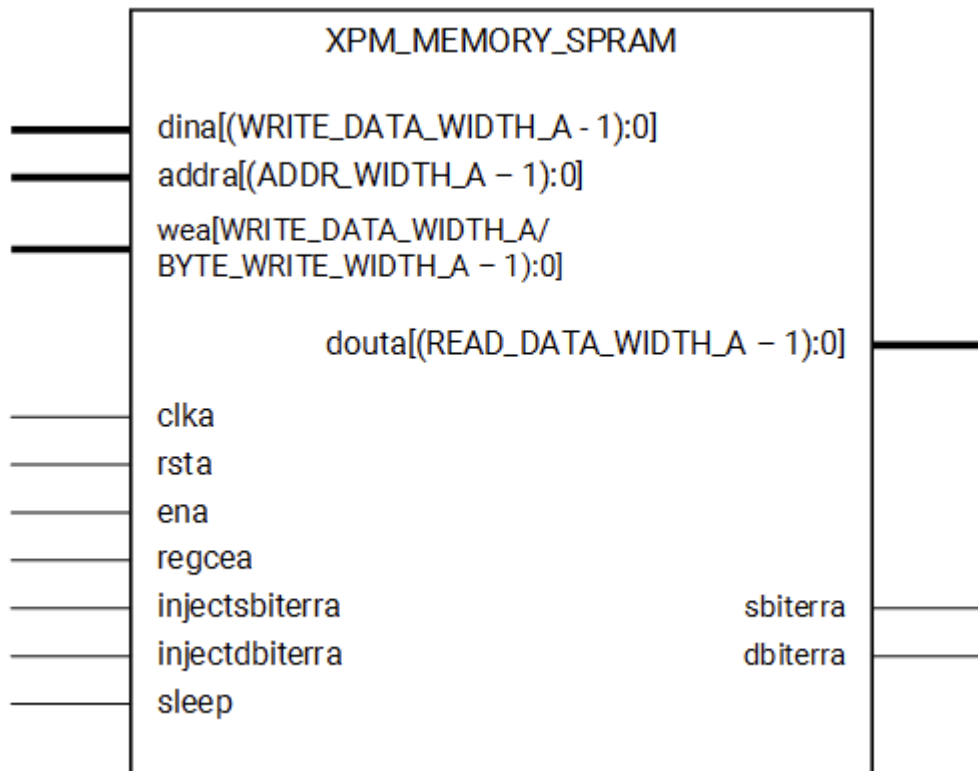 XPM_MEMORY_SPRAM
dina[(WRITE_DATA_WIDTH_A - 1):0]
addra[(ADDR_WIDTH_A – 1):0]
wea[WRITE_DATA_WIDTH_A/
BYTE_WRITE_WIDTH_A – 1):0]
douta[(READ_DATA_WIDTH_A – 1):0]
clka
rsta
ena
regcea
injectsbiterra
sbiterra
injectdbiterra
dbiterra
sleep